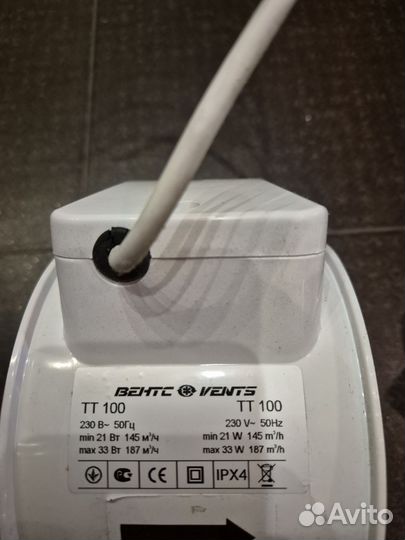 ВЕНТС VENTS
ТТ 100 TT 100
230 В~ 50Гц 230 V~ 50Hz
min 21 Вт 145 м³/ч min 21 W 145 m³/h
max 33 Вт 187 м³/ч max 33 W 187 m³/h
CE IPX4
Avito